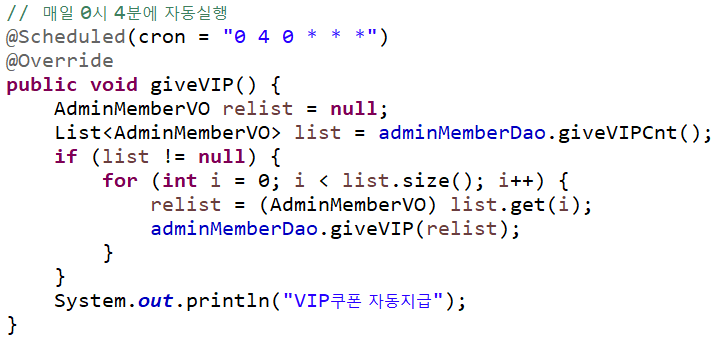 // 매일 0시 4분에 자동실행
@Scheduled(cron = "0 4 0 * * *")
@Override
public void giveVIP() {
    AdminMemberVO relist = null;
    List<AdminMemberVO> list = adminMemberDao.giveVIPCnt();
    if (list != null) {
        for (int i = 0; i < list.size(); i++) {
            relist = (AdminMemberVO) list.get(i);
            adminMemberDao.giveVIP(relist);
        }
    }
    System.out.println("VIP쿠폰 자동지급");
}